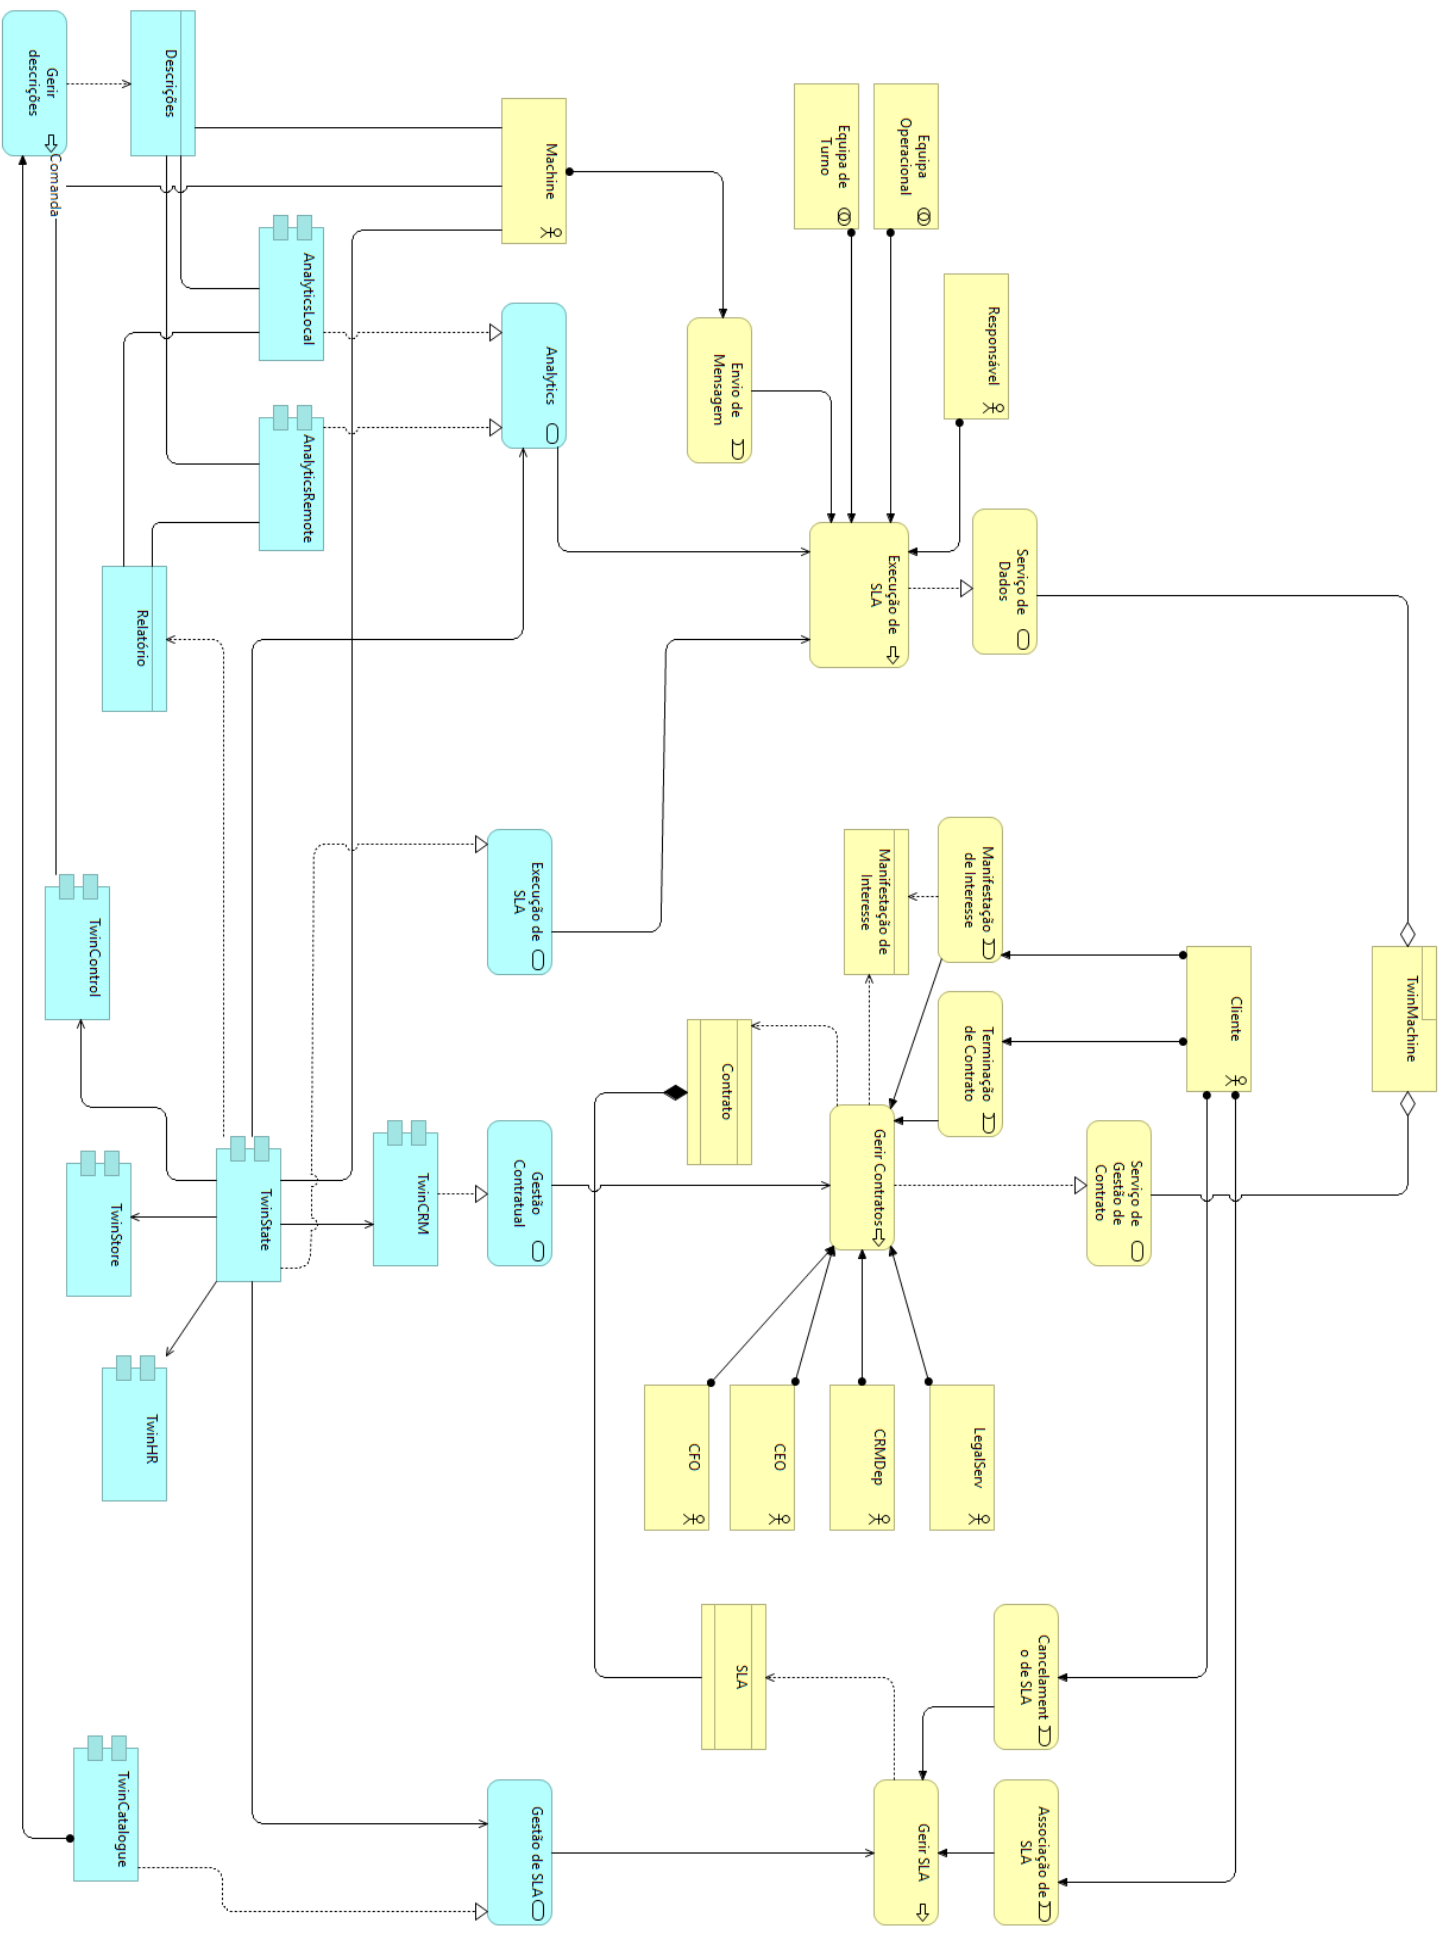 TwinMachine
Cliente
Serviço de
Gestão de
Contrato
Cancelament
o de SLA
Associação de
SLA
Responsável
Serviço de
Dados
Manifestação
de Interesse
Terminação
de Contrato
LegalServ
Equipa
Operacional
Equipa de
Turno
Execução de
SLA
Manifestação de
Interesse
Gerir Contratos
CRMDep
Gerir SLA
Envio de
Mensagem
Contrato
CEO
CFO
SLA
Machine
Analytics
Execução de
SLA
Gestão
Contratual
Gestão de SLA
AnalyticsLocal
AnalyticsRemote
TwinCRM
TwinState
Descrições
Relatório
TwinHR
TwinStore
TwinCatalogue
TwinControl
Gerir
descrições
Comanda